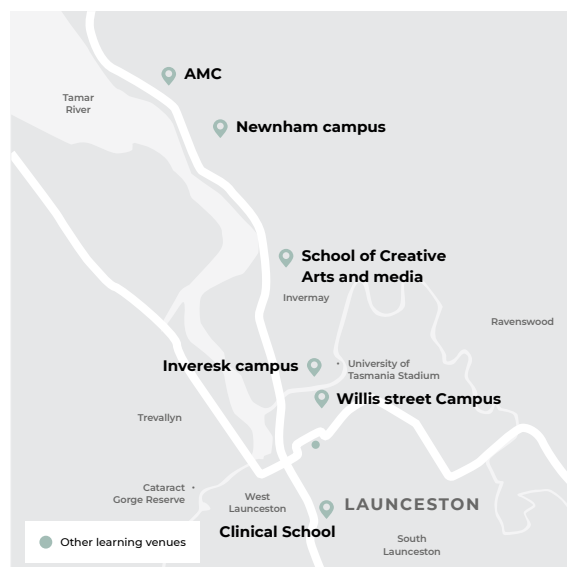 AMC
Tamar
River
Newnham campus
School of Creative
Arts and media
Invermay
Ravenswood
Inveresk campus
University of
Tasmania Stadium
Willis street Campus
Trevallyn
Cataract
Gorge Reserve
West
Launceston
LAUNCESTON
Clinical School
South
Launceston
Other learning venues